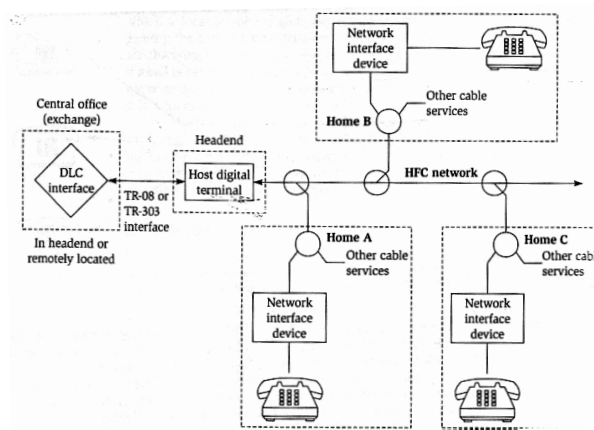 Network
interface
device
Other cable
services
Home B
Central office
(exchange)
Headend
DLC
interface
Host digital
terminal
HFC network
TR-08 or
TR-303
interface
In headend or
remotely located
Home A
Other cable
services
Network
interface
device
Home C
Other cab
services
Network
interface
device